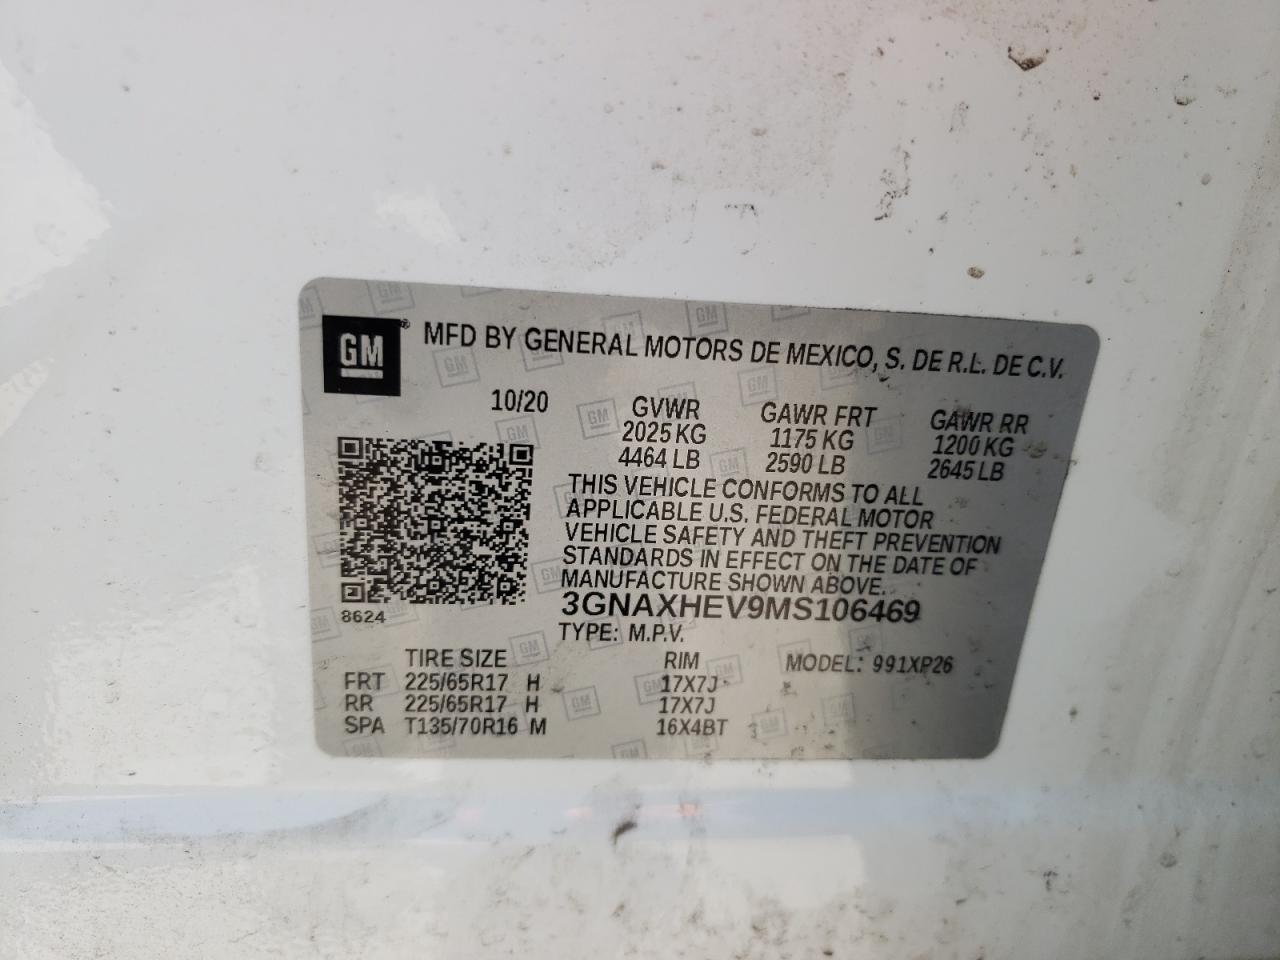 GM
MFD BY GENERAL MOTORS DE MEXICO, S. DE R.L. DE C.V.
10/20
GVWR GAWR FRT GAWR RR
2025 KG 1175 KG 1200 KG
4464 LB 2590 LB 2645 LB
THIS VEHICLE CONFORMS TO ALL
APPLICABLE U.S. FEDERAL MOTOR
VEHICLE SAFETY AND THEFT PREVENTION
STANDARDS IN EFFECT ON THE DATE OF
MANUFACTURE SHOWN ABOVE.
3GNAXHEV9MS106469
8624
TYPE: M.P.V.
TIRE SIZE RIM MODEL: 991XP26
FRT 225/65R17 H 17X7J
RR 225/65R17 H 17X7J
SPA T135/70R16 M 16X4BT